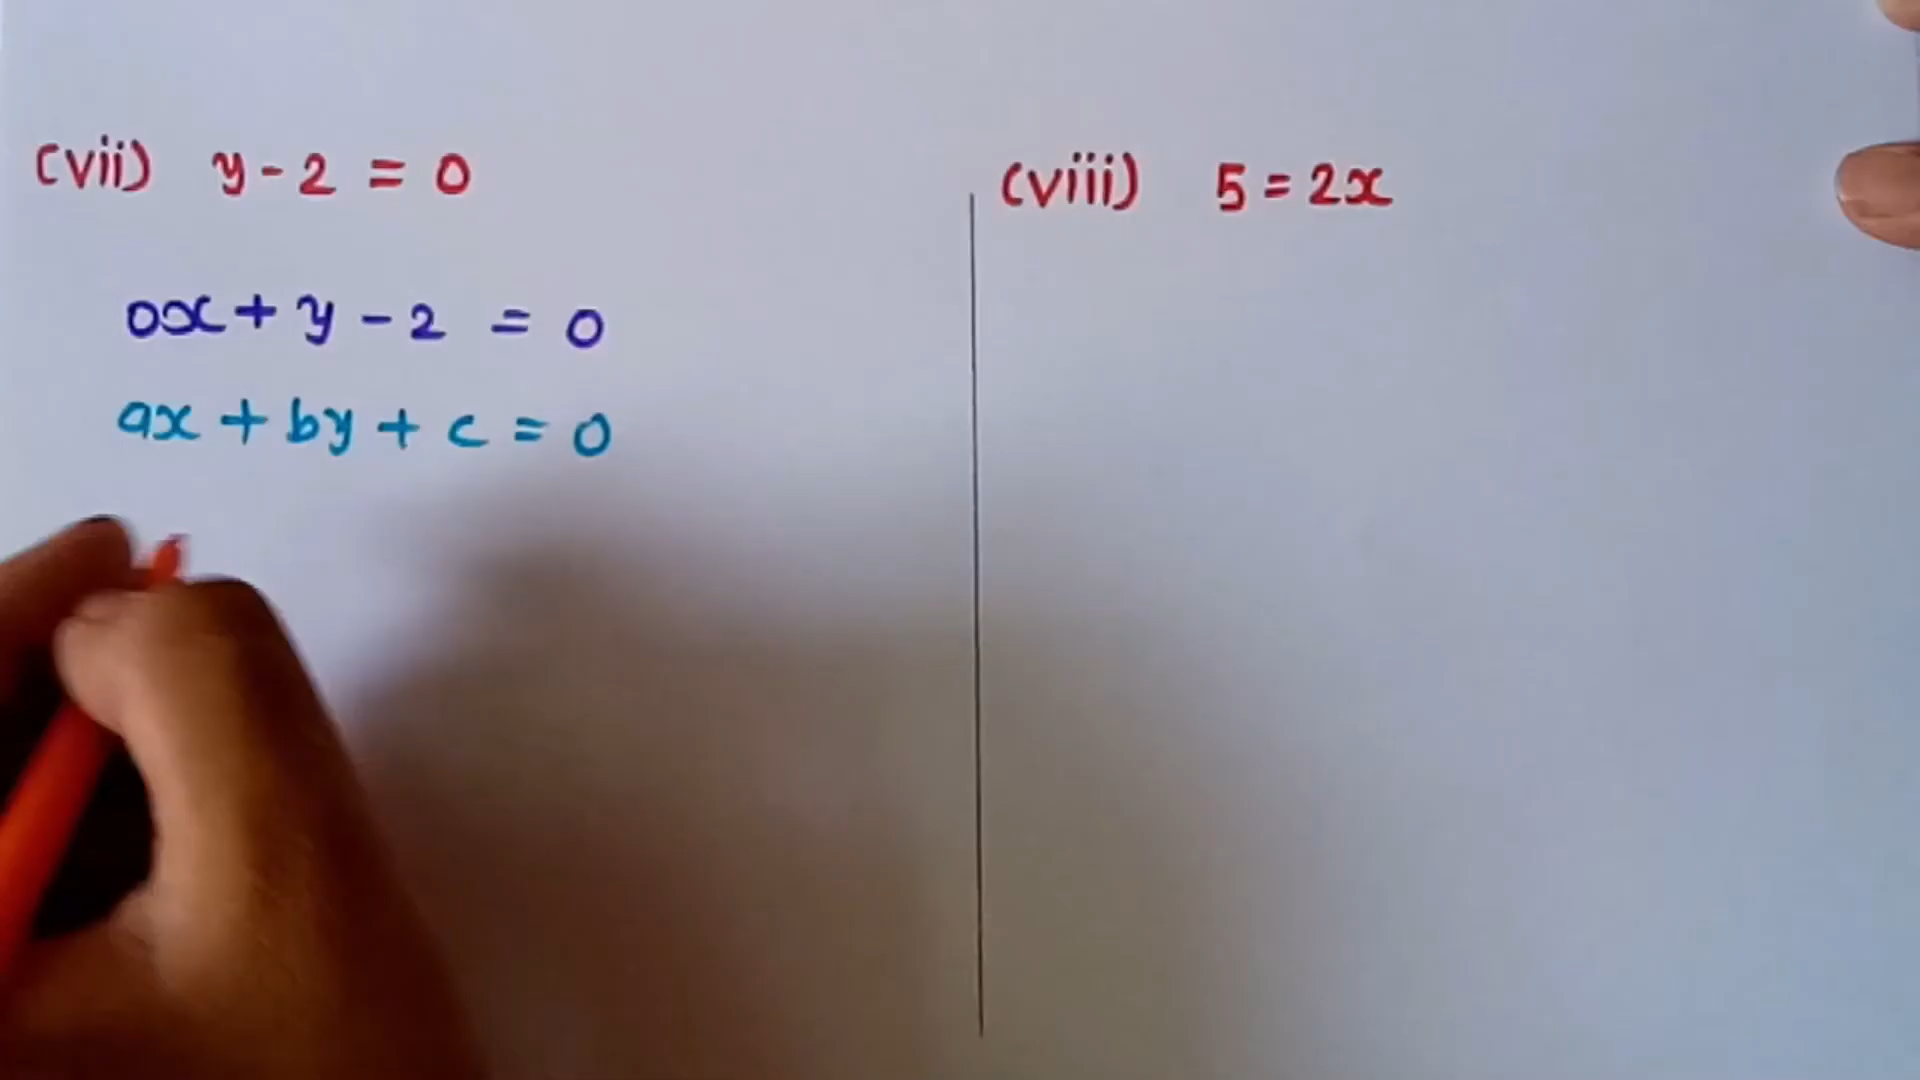 (vii) y - 2 = 0
0x + y - 2 = 0
ax + by + c = 0
(viii) 5 = 2x